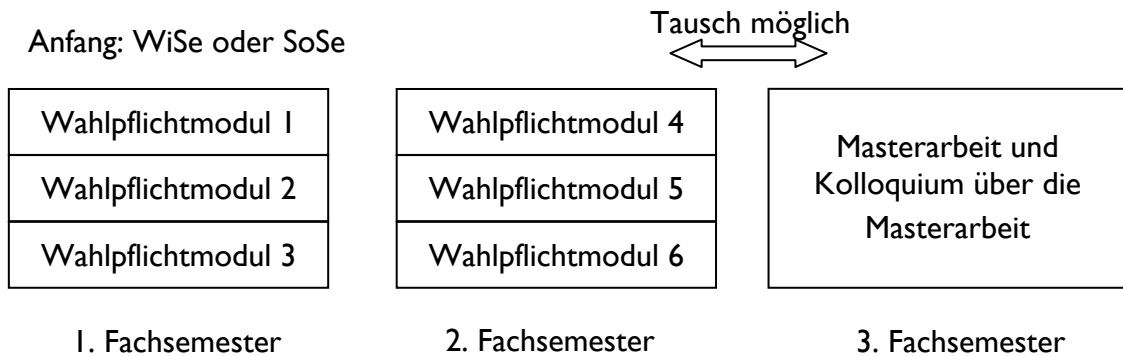 Anfang: WiSe oder SoSe
Tausch möglich
Wahlpflichtmodul 1
Wahlpflichtmodul 2
Wahlpflichtmodul 3
1. Fachsemester
Wahlpflichtmodul 4
Wahlpflichtmodul 5
Wahlpflichtmodul 6
2. Fachsemester
Masterarbeit und
Kolloquium über die
Masterarbeit
3. Fachsemester